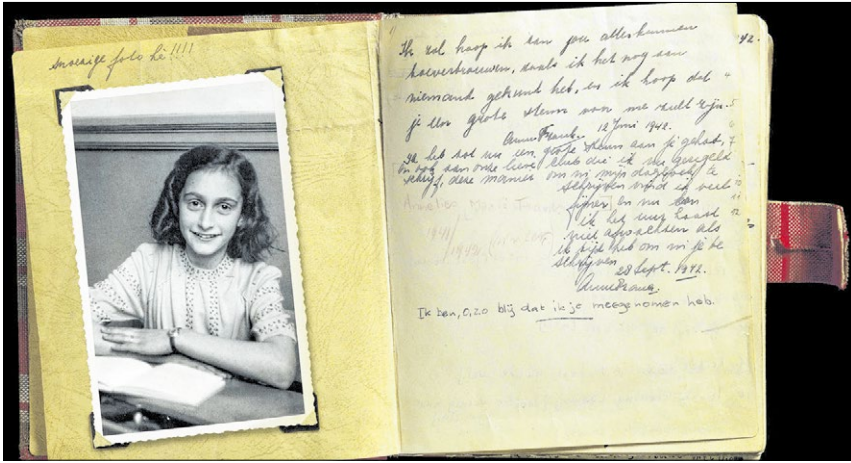 snoezige foto hè!!!!
Ik zal hoop ik aan jou alles kunnen
toevertrouwen, zoals ik het nog aan
niemand gekund heb, en ik hoop dat
je een grote steun van me zult zijn.
Anne Frank. 12 Juni 1942.
Ik heb tot nu een grote steun aan je gehad,
en ook aan onze lieve club die ik nu geregeld
schrijf, deze manier om in mijn dagboek te
schrijven vind ik veel
fijner en nu kan
ik het uur haast
niet afwachten als
ik tijd heb om in je te
schrijven.
28 Sept. 1942.
Anne Frank.
Ik ben, O, zo blij dat ik je meegenomen heb.
42.